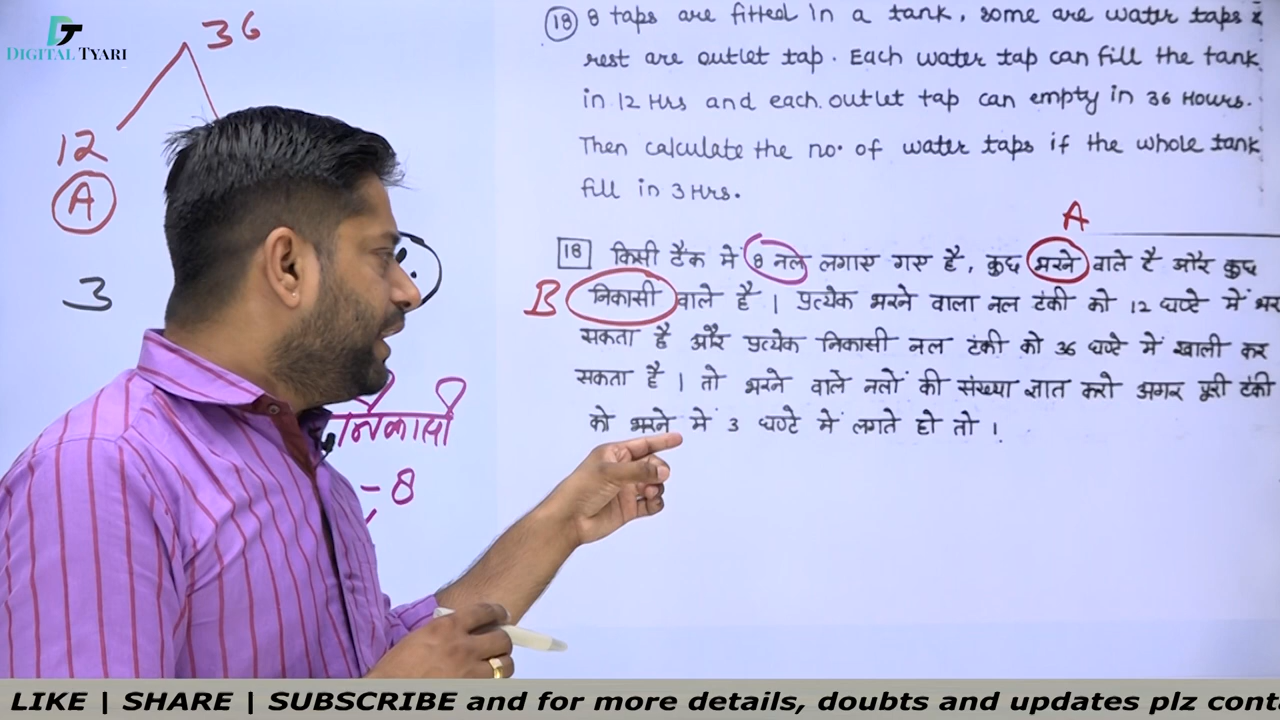 DT
DIGITAL TYARI
36
12
A
3
निकासी
- 8
18 8 taps are fitted in a tank, some are water taps &
rest are outlet tap. Each water tap can fill the tank
in 12 Hrs and each outlet tap can empty in 36 Hours.
Then calculate the no. of water taps if the whole tank
fill in 3 Hrs.
A
18 किसी टैंक में 8 नल लगाए गए है, कुछ भरने वाले है और कुछ
B निकासी वाले है । प्रत्येक भरने वाला नल टंकी को 12 घण्टे में भर
सकता है और प्रत्येक निकासी नल टंकी को 36 घण्टे में खाली कर
सकता है । तो भरने वाले नलों की संख्या ज्ञात करो अगर पूरी टंकी
को भरने में 3 घण्टे में लगते हो तो ।
LIKE | SHARE | SUBSCRIBE and for more details, doubts and updates plz cont